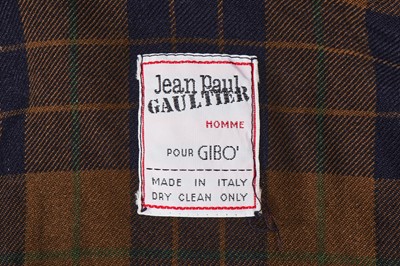 Jean Paul
GAULTIER
HOMME
POUR GIBO'
MADE IN ITALY
DRY CLEAN ONLY